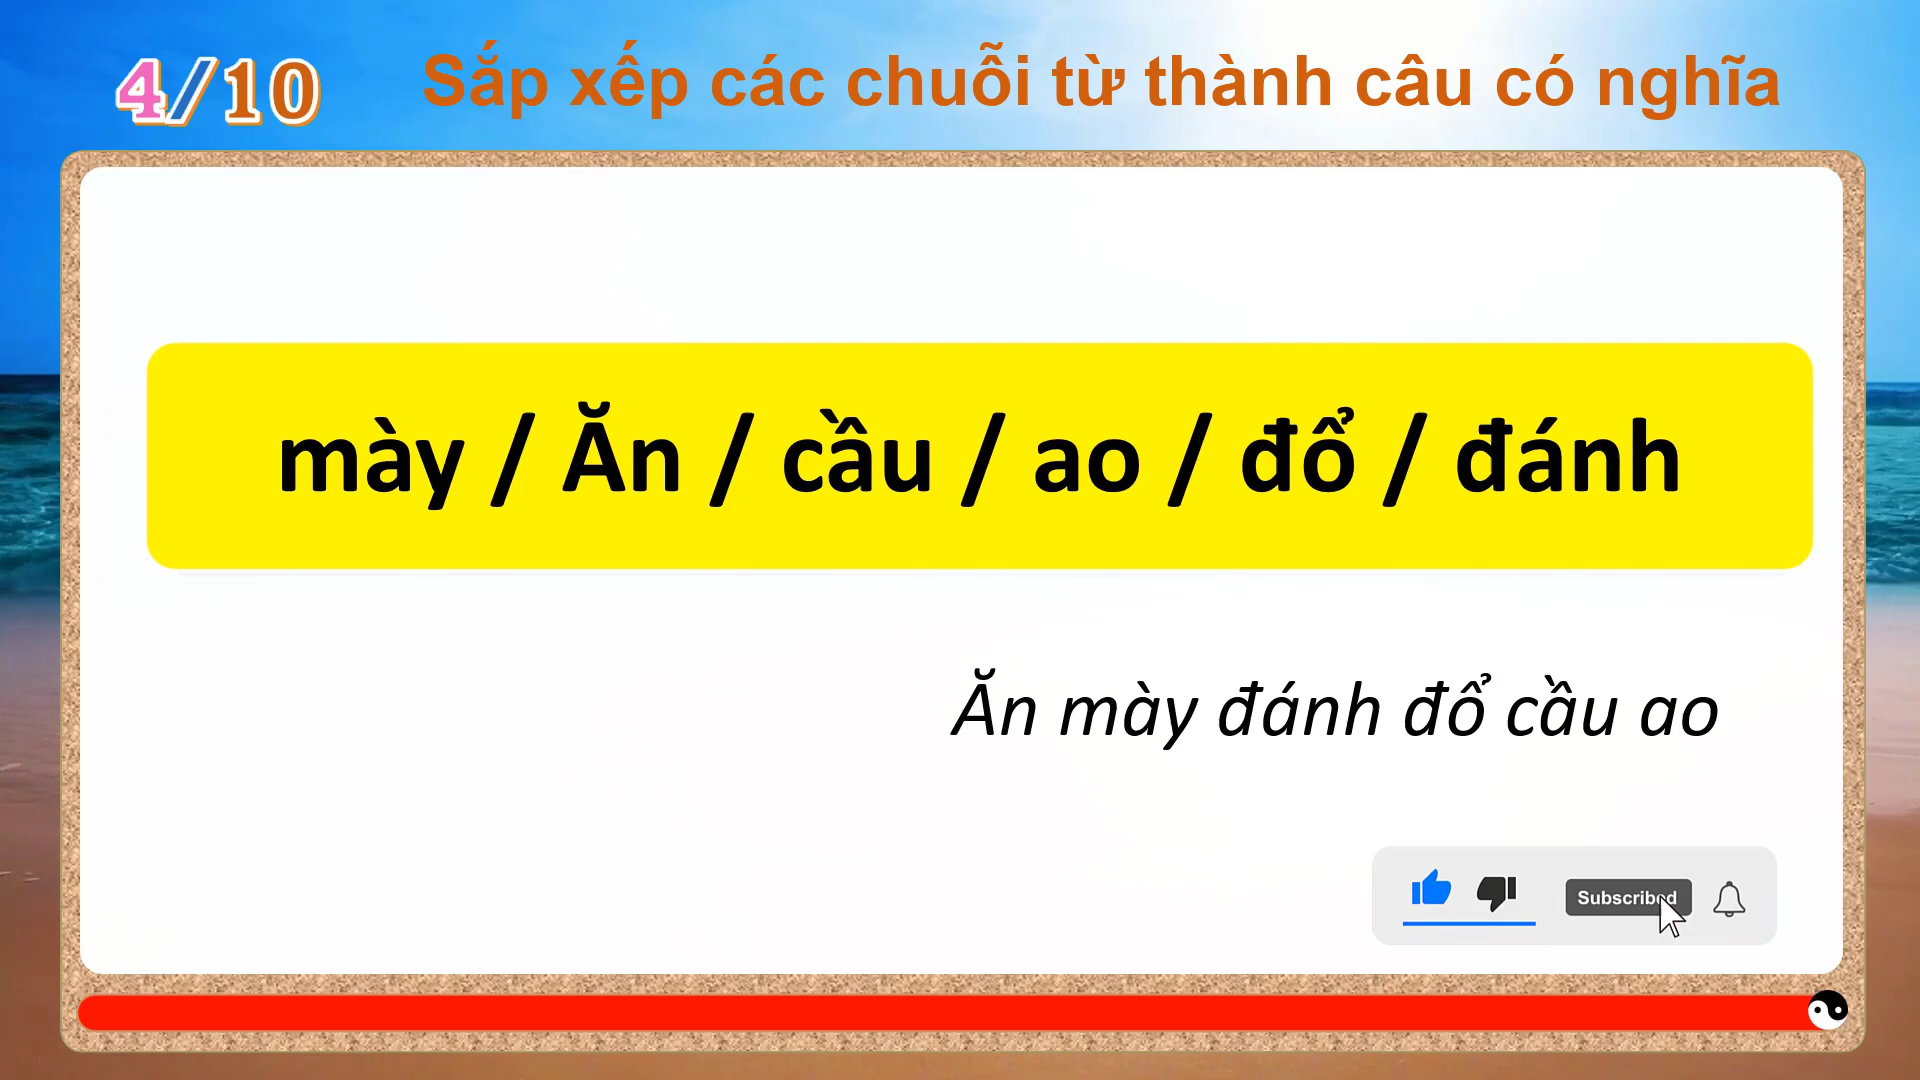 4/10
Sắp xếp các chuỗi từ thành câu có nghĩa
mày / Ăn / cầu / ao / đổ / đánh
Ăn mày đánh đổ cầu ao
Subscribed